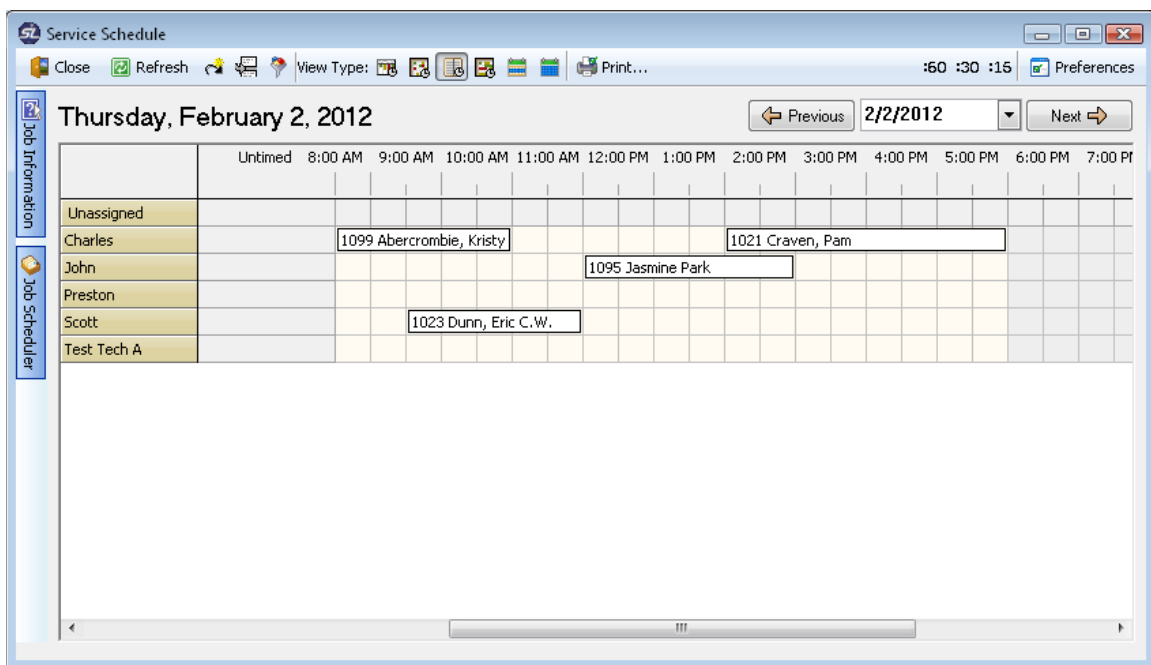 Service Schedule
Close Refresh View Type: Print... :60 :30 :15 Preferences
Job Information
Job Scheduler
Thursday, February 2, 2012 Previous 2/2/2012 Next
Untimed 8:00 AM 9:00 AM 10:00 AM 11:00 AM 12:00 PM 1:00 PM 2:00 PM 3:00 PM 4:00 PM 5:00 PM 6:00 PM 7:00 P
Unassigned
Charles 1099 Abercrombie, Kristy 1021 Craven, Pam
John 1095 Jasmine Park
Preston
Scott 1023 Dunn, Eric C.W.
Test Tech A